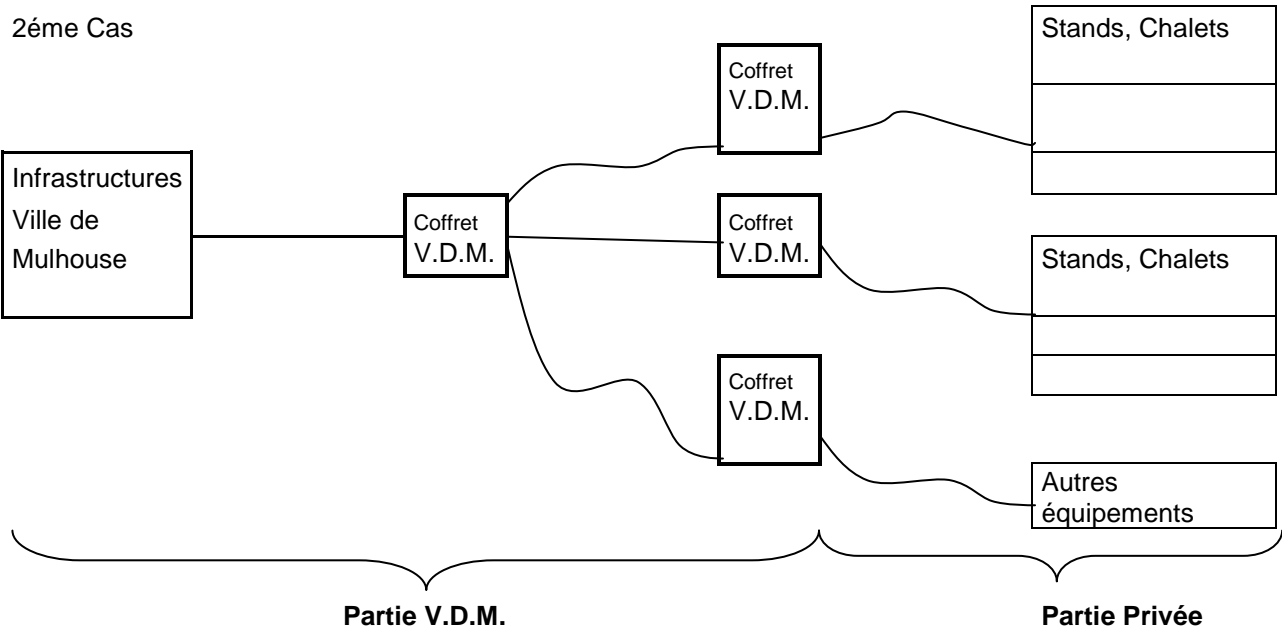 2éme Cas
Infrastructures
Ville de
Mulhouse
Coffret
V.D.M.
Coffret
V.D.M.
Coffret
V.D.M.
Coffret
V.D.M.
Stands, Chalets
Stands, Chalets
Autres
équipements
Partie V.D.M.
Partie Privée